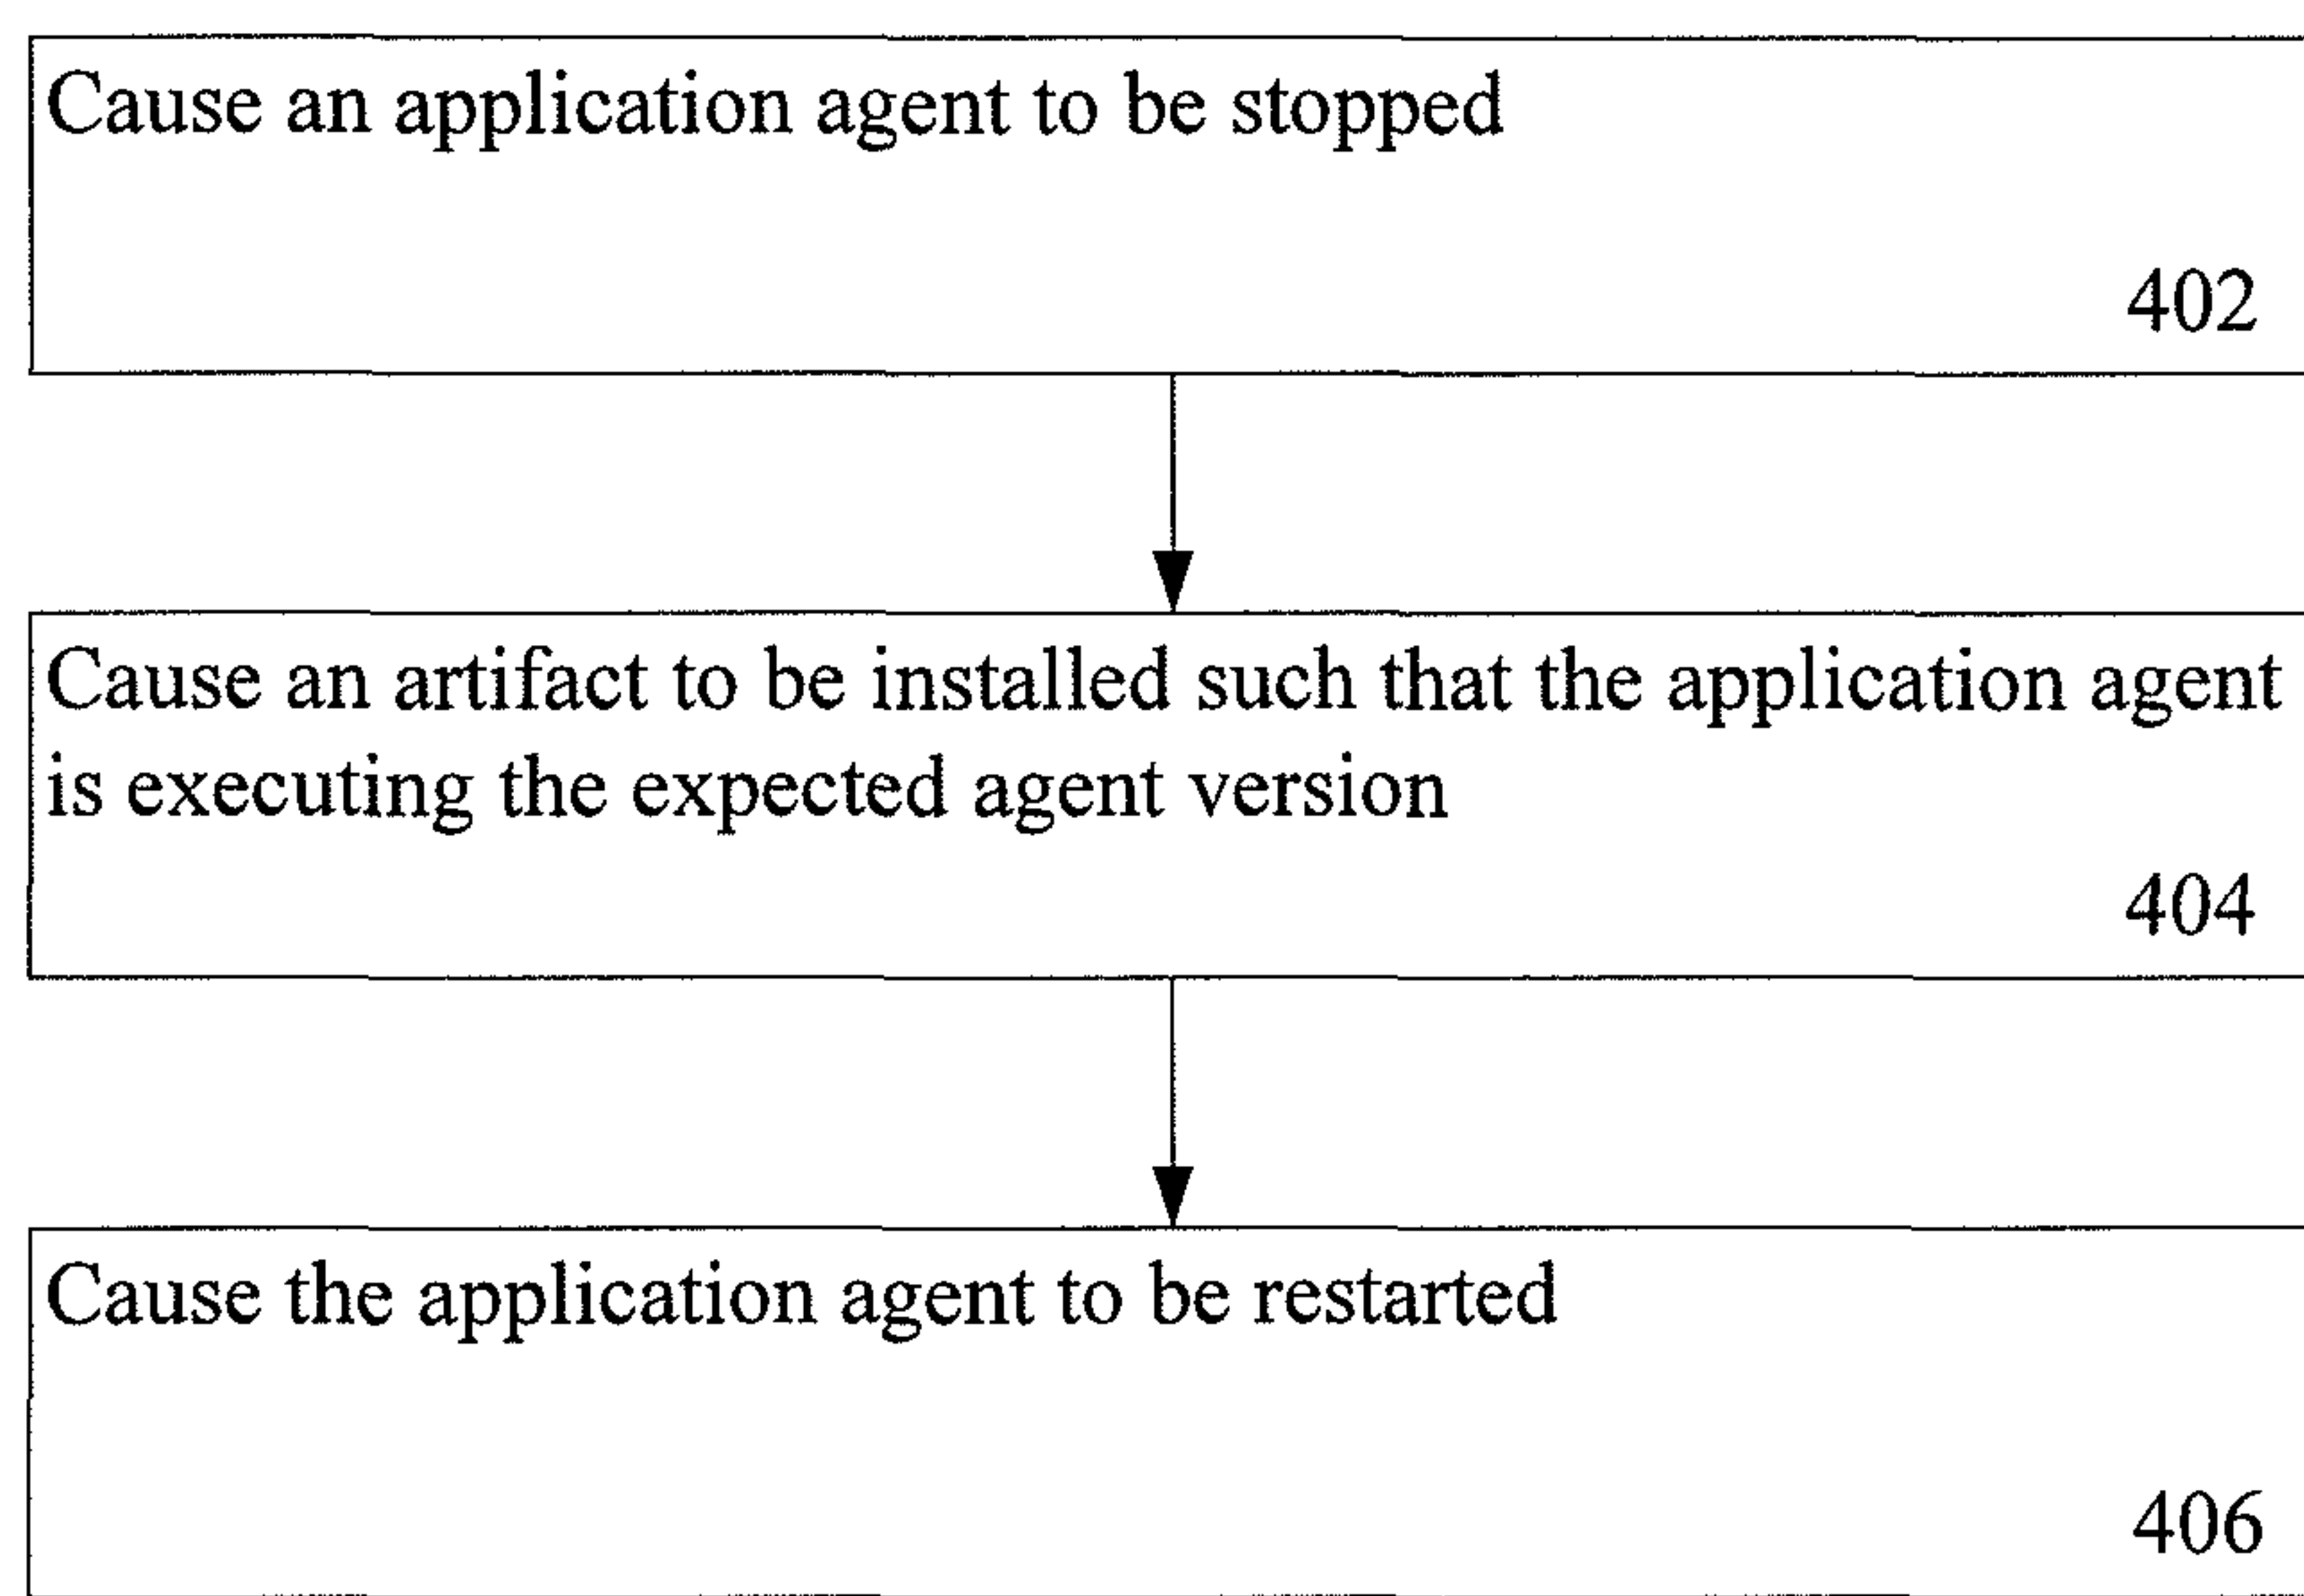 Cause an application agent to be stopped
402
Cause an artifact to be installed such that the application agent
is executing the expected agent version
404
Cause the application agent to be restarted
406